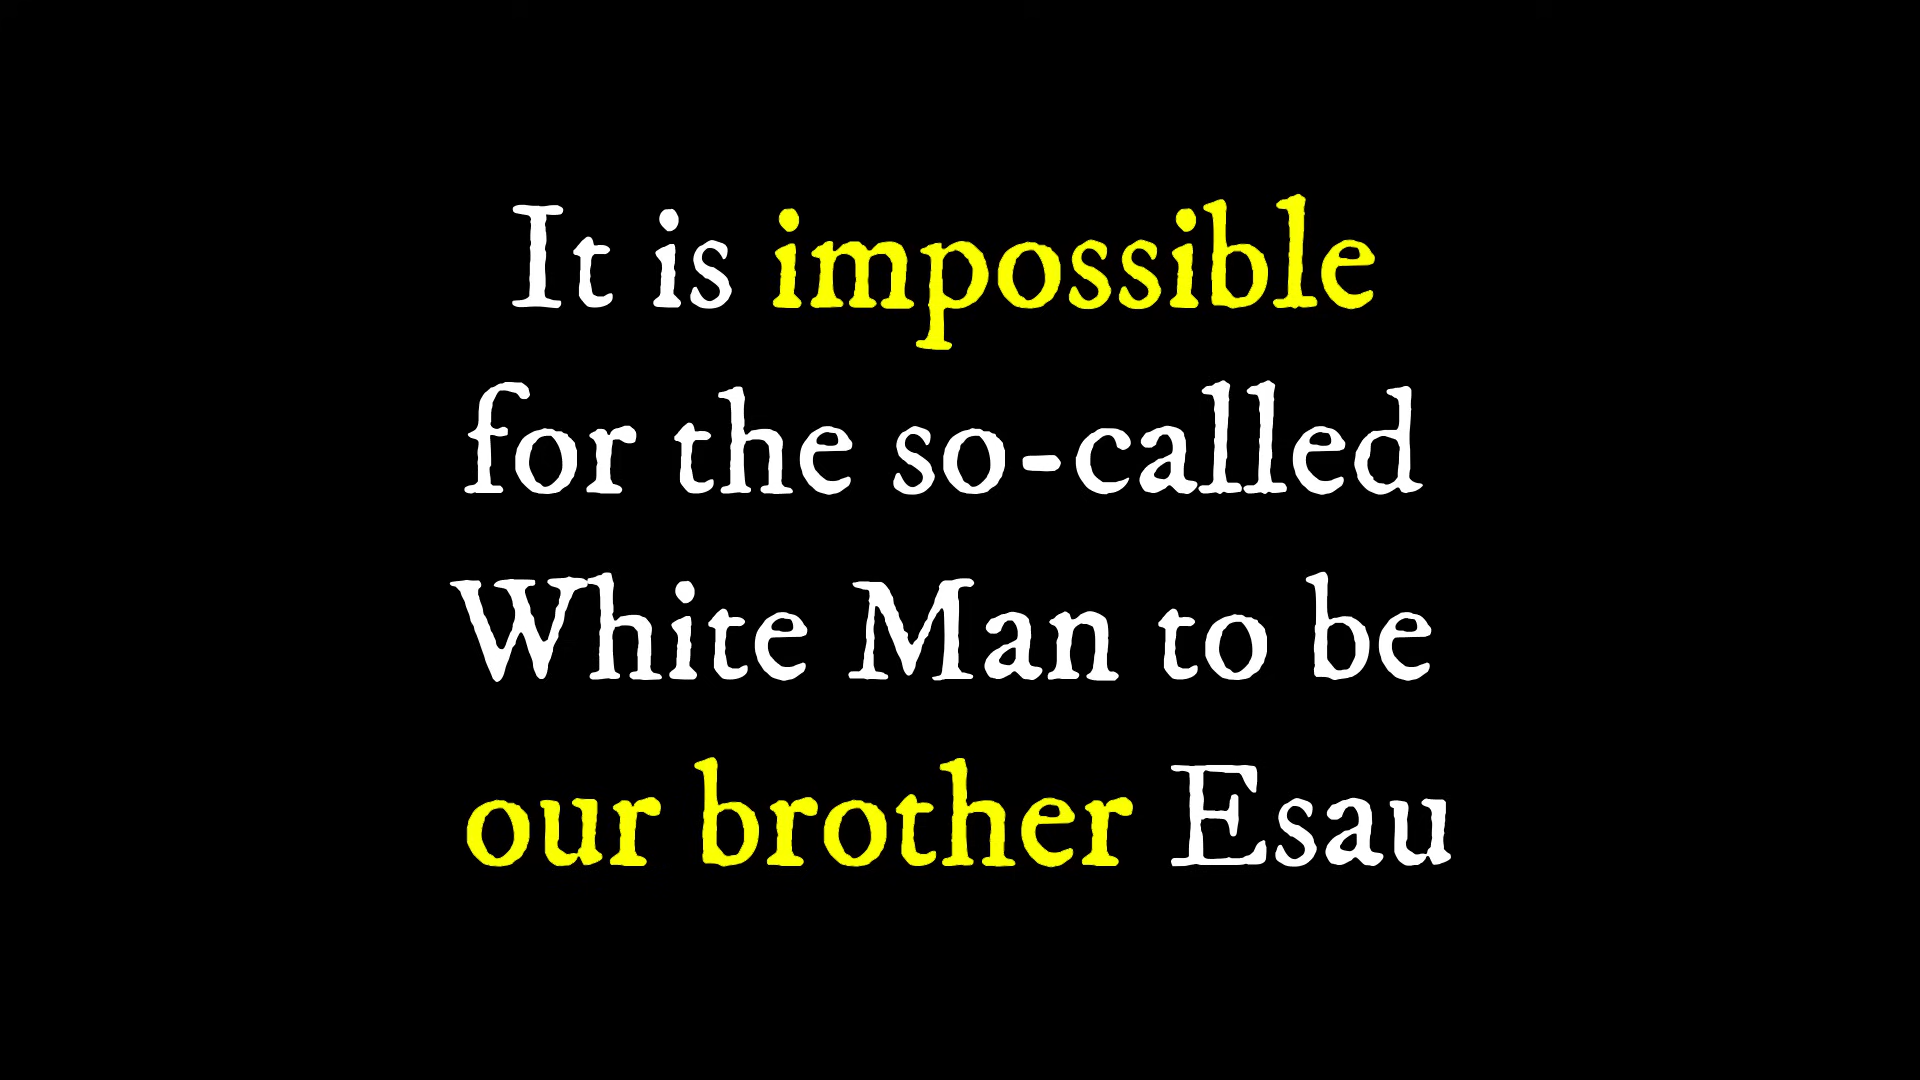 It is impossible
for the so-called
White Man to be
our brother Esau